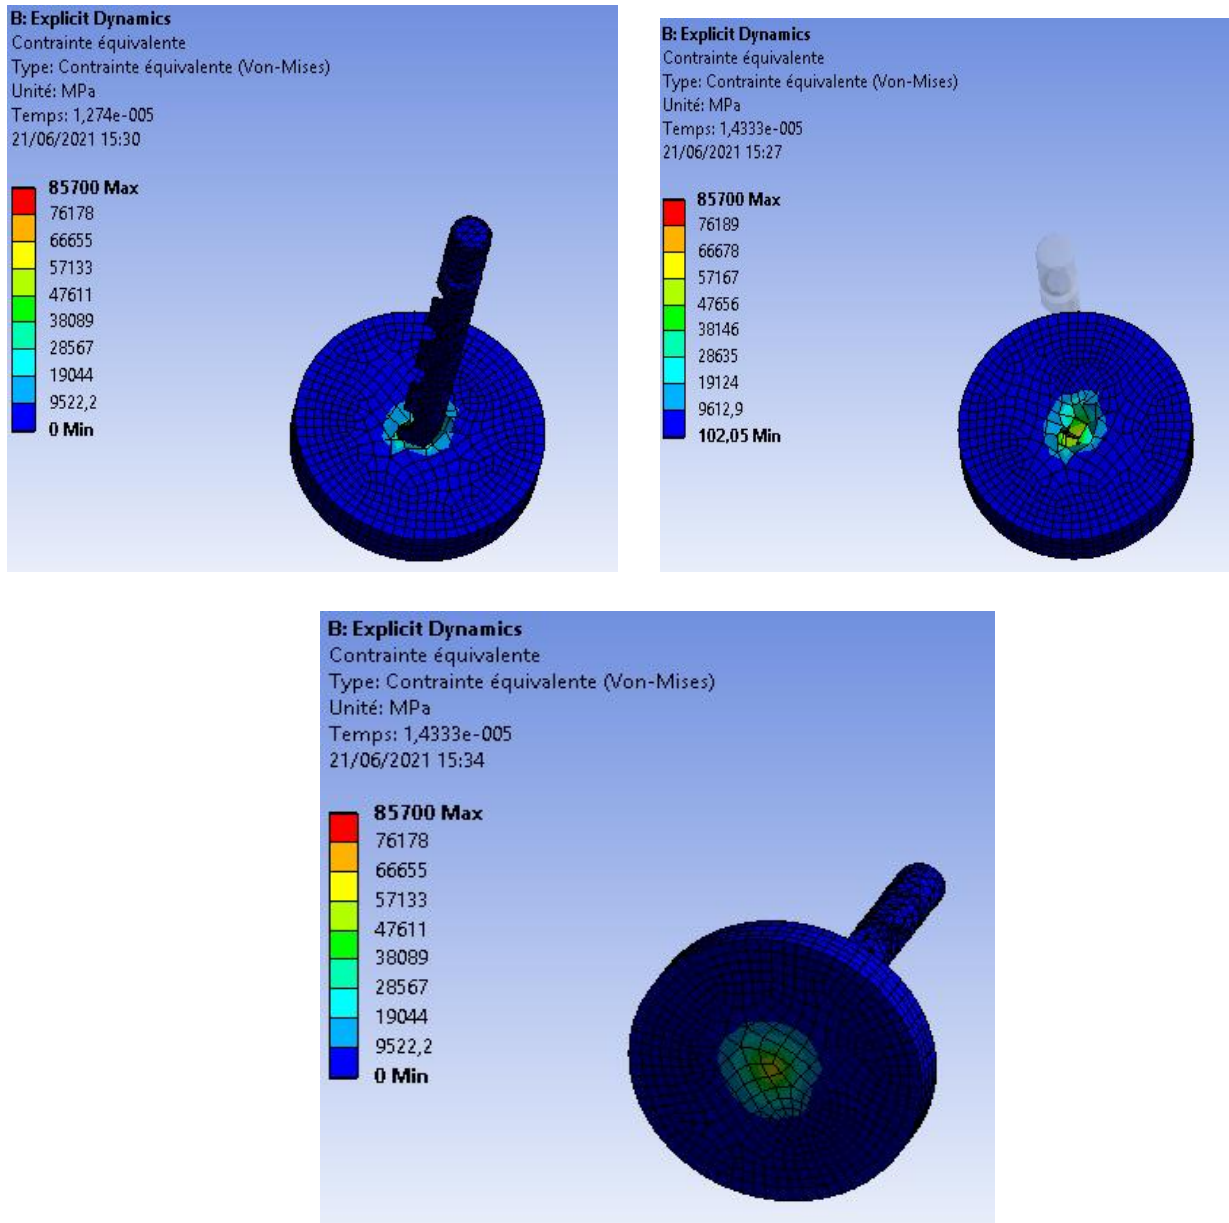 B: Explicit Dynamics
Contrainte équivalente
Type: Contrainte équivalente (Von-Mises)
Unité: MPa
Temps: 1,274e-005
21/06/2021 15:30
85700 Max
76178
66655
57133
47611
38089
28567
19044
9522,2
0 Min
B: Explicit Dynamics
Contrainte équivalente
Type: Contrainte équivalente (Von-Mises)
Unité: MPa
Temps: 1,4333e-005
21/06/2021 15:27
85700 Max
76189
66678
57167
47656
38146
28635
19124
9612,9
102,05 Min
B: Explicit Dynamics
Contrainte équivalente
Type: Contrainte équivalente (Von-Mises)
Unité: MPa
Temps: 1,4333e-005
21/06/2021 15:34
85700 Max
76178
66655
57133
47611
38089
28567
19044
9522,2
0 Min